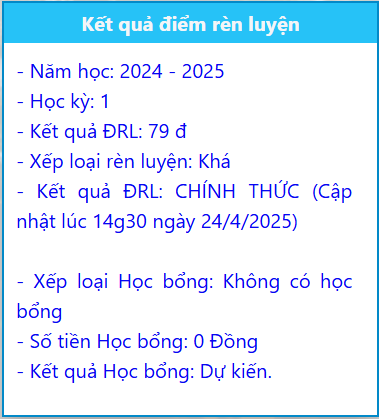 Kết quả điểm rèn luyện
- Năm học: 2024 - 2025
- Học kỳ: 1
- Kết quả ĐRL: 79 đ
- Xếp loại rèn luyện: Khá
- Kết quả ĐRL: CHÍNH THỨC (Cập
nhật lúc 14g30 ngày 24/4/2025)
- Xếp loại Học bổng: Không có học
bổng
- Số tiền Học bổng: 0 Đồng
- Kết quả Học bổng: Dự kiến.